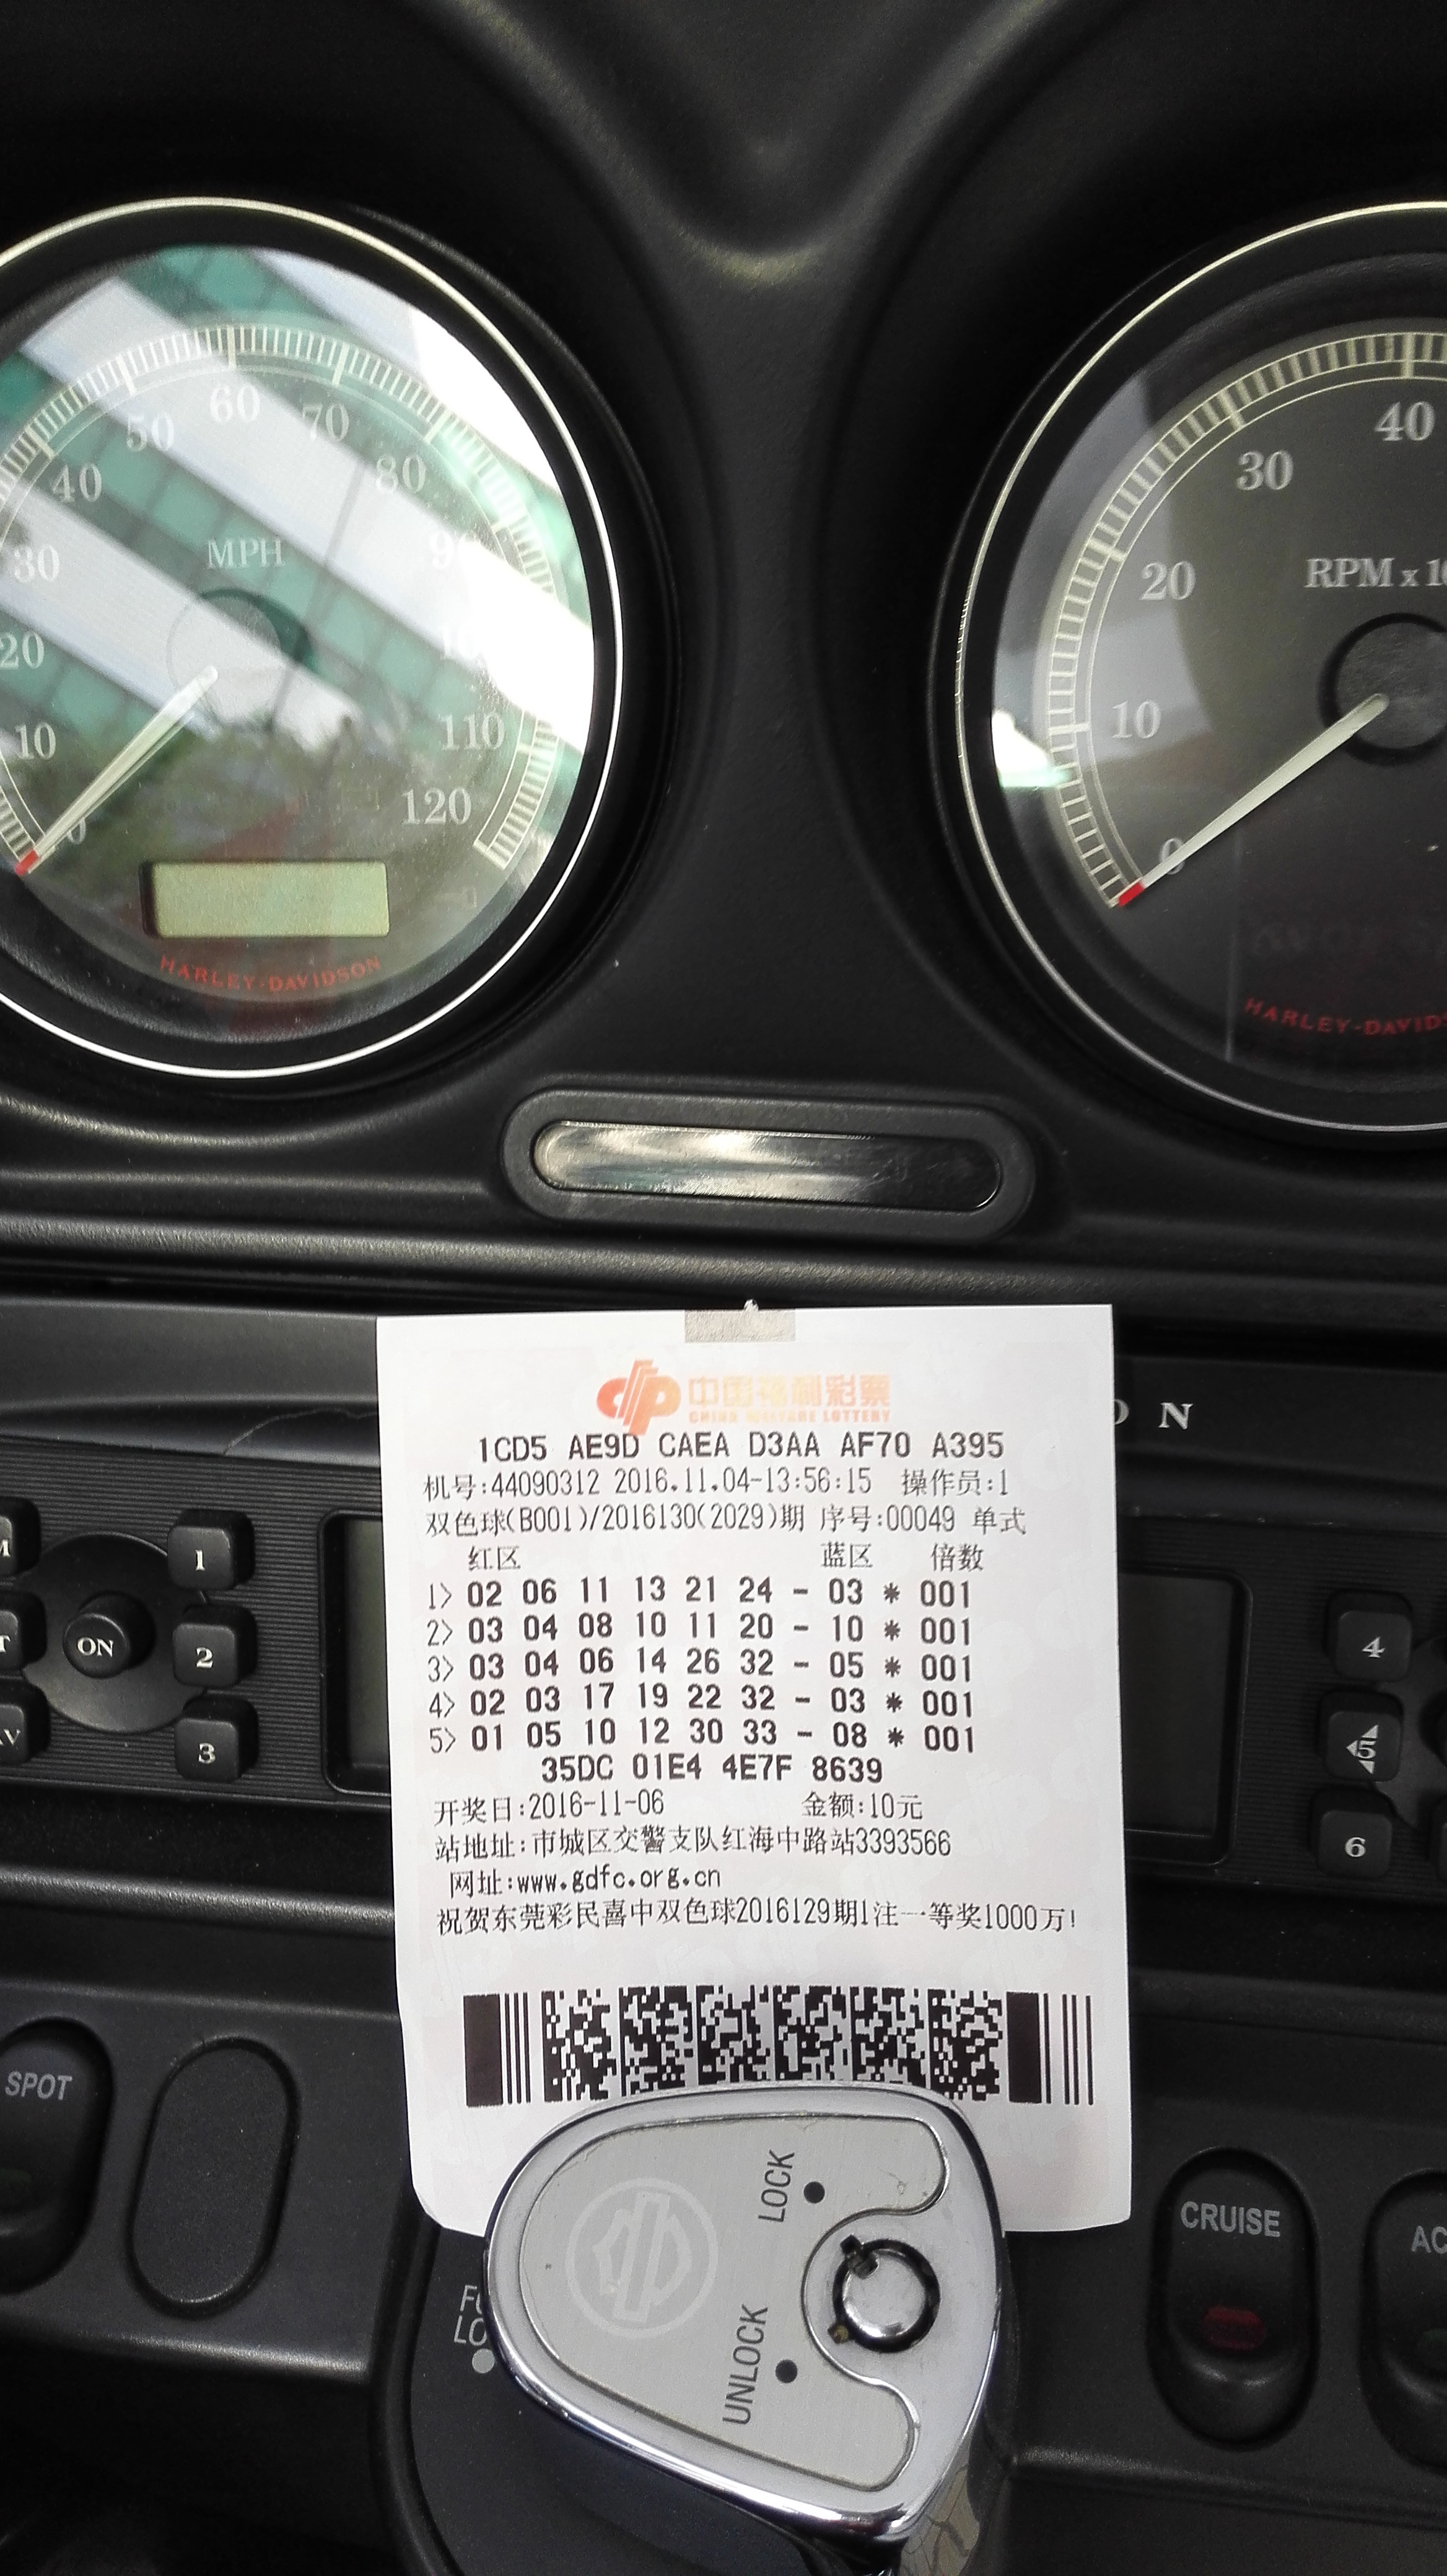 60
50
70
40
80
30
MPH
90
20
10
110
120
0
HARLEY-DAVIDSON
40
30
20
RPM x
10
0
HARLEY-DAVIDS
中国福利彩票
CHINA WELFARE LOTTERY
O N
1CD5 AE9D CAEA D3AA AF70 A395
机号:44090312 2016.11.04-13:56:15 操作员:1
双色球(B001)/2016130(2029)期 序号:00049 单式
红区 蓝区 倍数
1> 02 06 11 13 21 24 - 03 * 001
2> 03 04 08 10 11 20 - 10 * 001
3> 03 04 06 14 26 32 - 05 * 001
4> 02 03 17 19 22 32 - 03 * 001
5> 01 05 10 12 30 33 - 08 * 001
35DC 01E4 4E7F 8639
开奖日:2016-11-06 金额:10元
站地址:市城区交警支队红海中路站3393566
网址:www.gdfc.org.cn
祝贺东莞彩民喜中双色球2016129期1注一等奖1000万!
1
ON
2
3
4
5
6
SPOT
LOCK
UNLOCK
CRUISE
AC